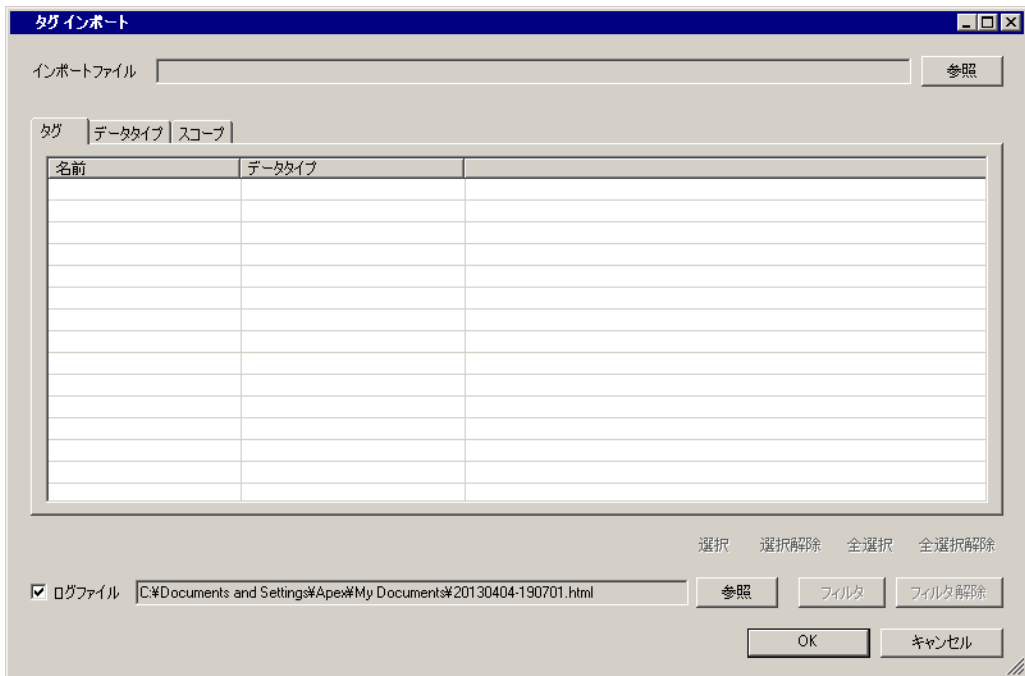 タグ インポート
インポートファイル 参照
タグ データタイプ スコープ
名前 データタイプ
選択 選択解除 全選択 全選択解除
ログファイル C:¥Documents and Settings¥Apex¥My Documents¥20130404-190701.html 参照 フィルタ フィルタ解除
OK キャンセル